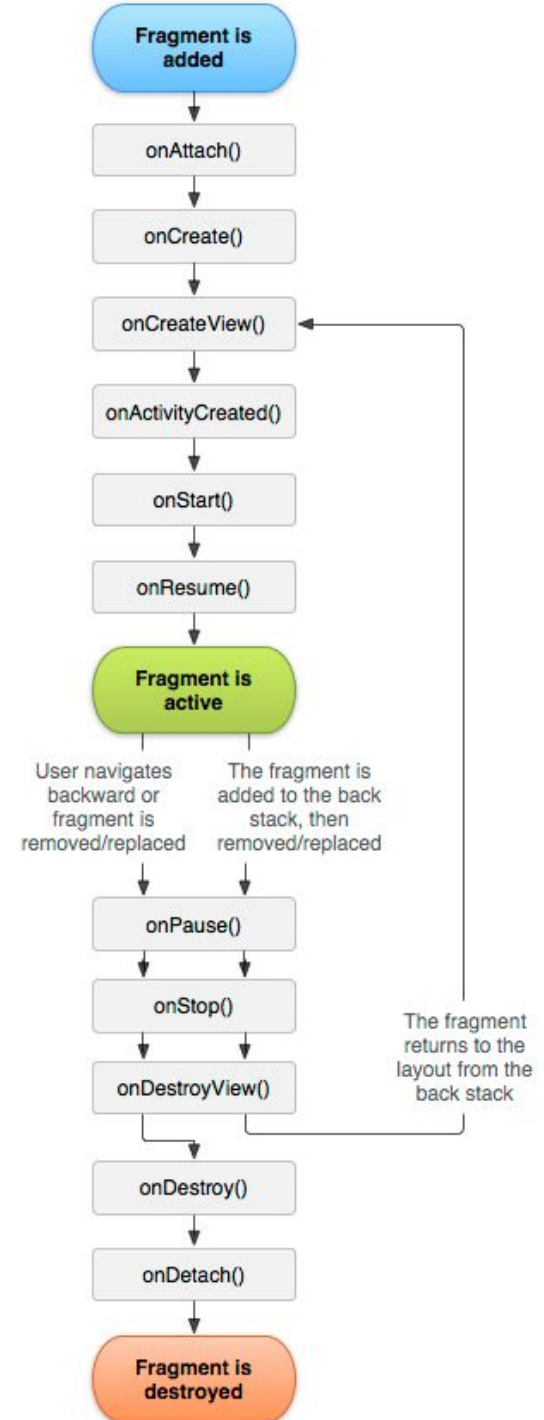 Fragment is
added
onAttach()
onCreate()
onCreateView()
onActivityCreated()
onStart()
onResume()
Fragment is
active
User navigates
backward or
fragment is
removed/replaced
The fragment is
added to the back
stack, then
removed/replaced
onPause()
onStop()
The fragment
returns to the
layout from the
back stack
onDestroyView()
onDestroy()
onDetach()
Fragment is
destroyed